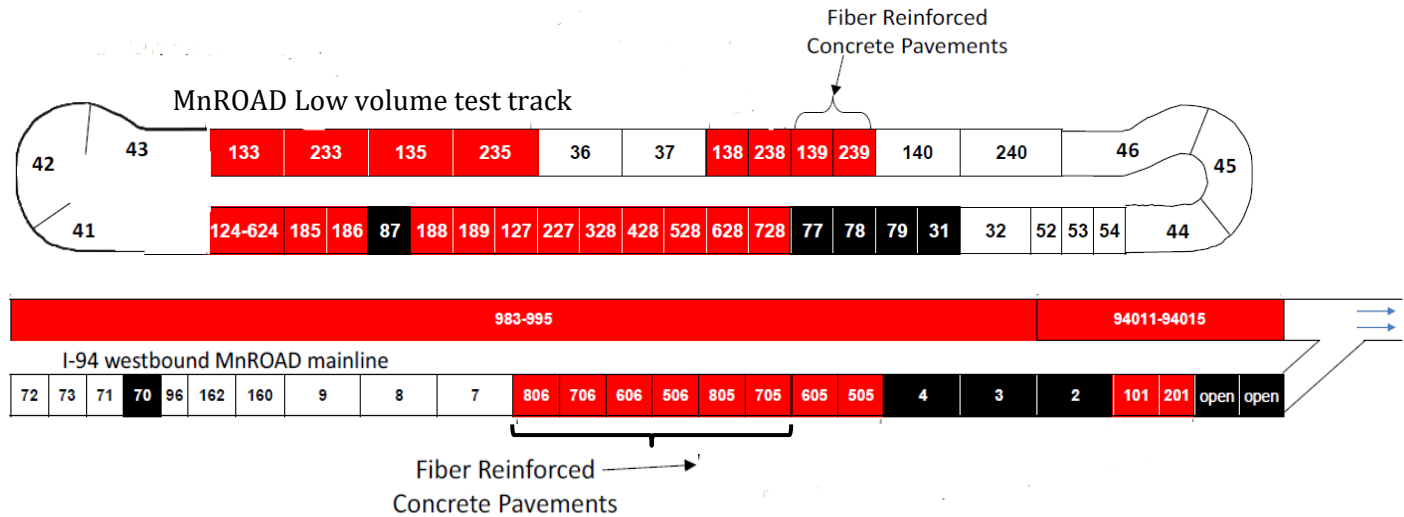 Fiber Reinforced
Concrete Pavements
MnROAD Low volume test track
42 43 133 233 135 235 36 37 138 238 139 239 140 240 46 45
41 124-624 185 186 87 188 189 127 227 328 428 528 628 728 77 78 79 31 32 52 53 54 44
983-995 94011-94015
I-94 westbound MnROAD mainline
72 73 71 70 96 162 160 9 8 7 806 706 606 506 805 705 605 505 4 3 2 101 201 open open
Fiber Reinforced
Concrete Pavements